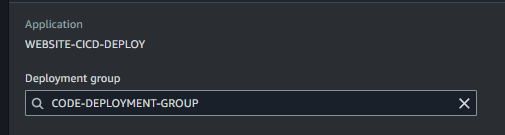 Application
WEBSITE-CICD-DEPLOY
Deployment group
CODE-DEPLOYMENT-GROUP